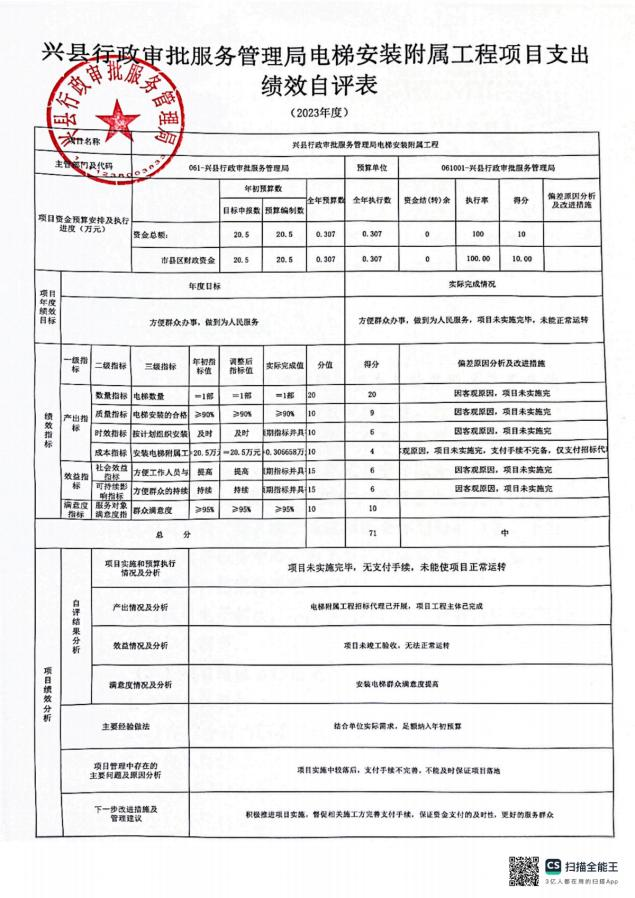 兴县行政审批服务管理局电梯安装附属工程项目支出
绩效自评表
（2023年度）
兴县行政审批服务管理局
项目名称 兴县行政审批服务管理局电梯安装附属工程
主管部门及代码 061-兴县行政审批服务管理局 预算单位 061001-兴县行政审批服务管理局
项目资金预算安排及执行进度（万元） 年初预算数 全年预算数 全年执行数 资金结(转)余 执行率 得分 偏差原因分析及改进措施
目标申报数 预算编制数
资金总额: 20.5 20.5 0.307 0.307 0 100 10
市县区财政资金 20.5 20.5 0.307 0.307 0 100.00 10.00
项目年度绩效目标 年度目标 实际完成情况
方便群众办事，做到为人民服务 方便群众办事，做到为人民服务，项目未实施完毕，未能正常运转
绩效指标 一级指标 二级指标 三级指标 年初指标值 调整后指标值 实际完成值 分值 得分 偏差原因分析及改进措施
产出指标 数量指标 电梯数量 =1部 =1部 =1部 20 20 因客观原因，项目未实施完
质量指标 电梯安装的合格 ≥90% ≥90% ≥90% 10 9 因客观原因，项目未实施完
时效指标 按计划组织安装 及时 及时 期指标并具 10 6 因客观原因，项目未实施完
成本指标 安装电梯附属工 =20.5万元 =20.5万元 0.306658万 10 4 观原因，项目未实施完，支付手续不完备，仅支付招标代
效益指标 社会效益指标 方便工作人员与 提高 提高 期指标并具 15 6 因客观原因，项目未实施完
可持续影响指标 方便群众的持续 持续 持续 期指标并具 15 6 因客观原因，项目未实施完
满意度指标 服务对象满意度指 群众满意度 ≥95% ≥95% ≥95% 10 10
总 分 71 中
项目绩效分析 自评结果分析 项目实施和预算执行情况及分析 项目未实施完毕，无支付手续，未能使项目正常运转
产出情况及分析 电梯附属工程招标代理已开展，项目工程主体已完成
效益情况及分析 项目未竣工验收，无法正常运转
满意度情况及分析 安装电梯群众满意度提高
主要经验做法 结合单位实际需求，足额纳入年初预算
项目管理中存在的主要问题及原因分析 项目实施中较落后，支付手续不完善，不能及时保证项目落地
下一步改进措施及管理建议 积极推进项目实施，督促相关施工方完善支付手续，保证资金支付的及时性，更好的服务群众
CS 扫描全能王
3亿人都在用的扫描App